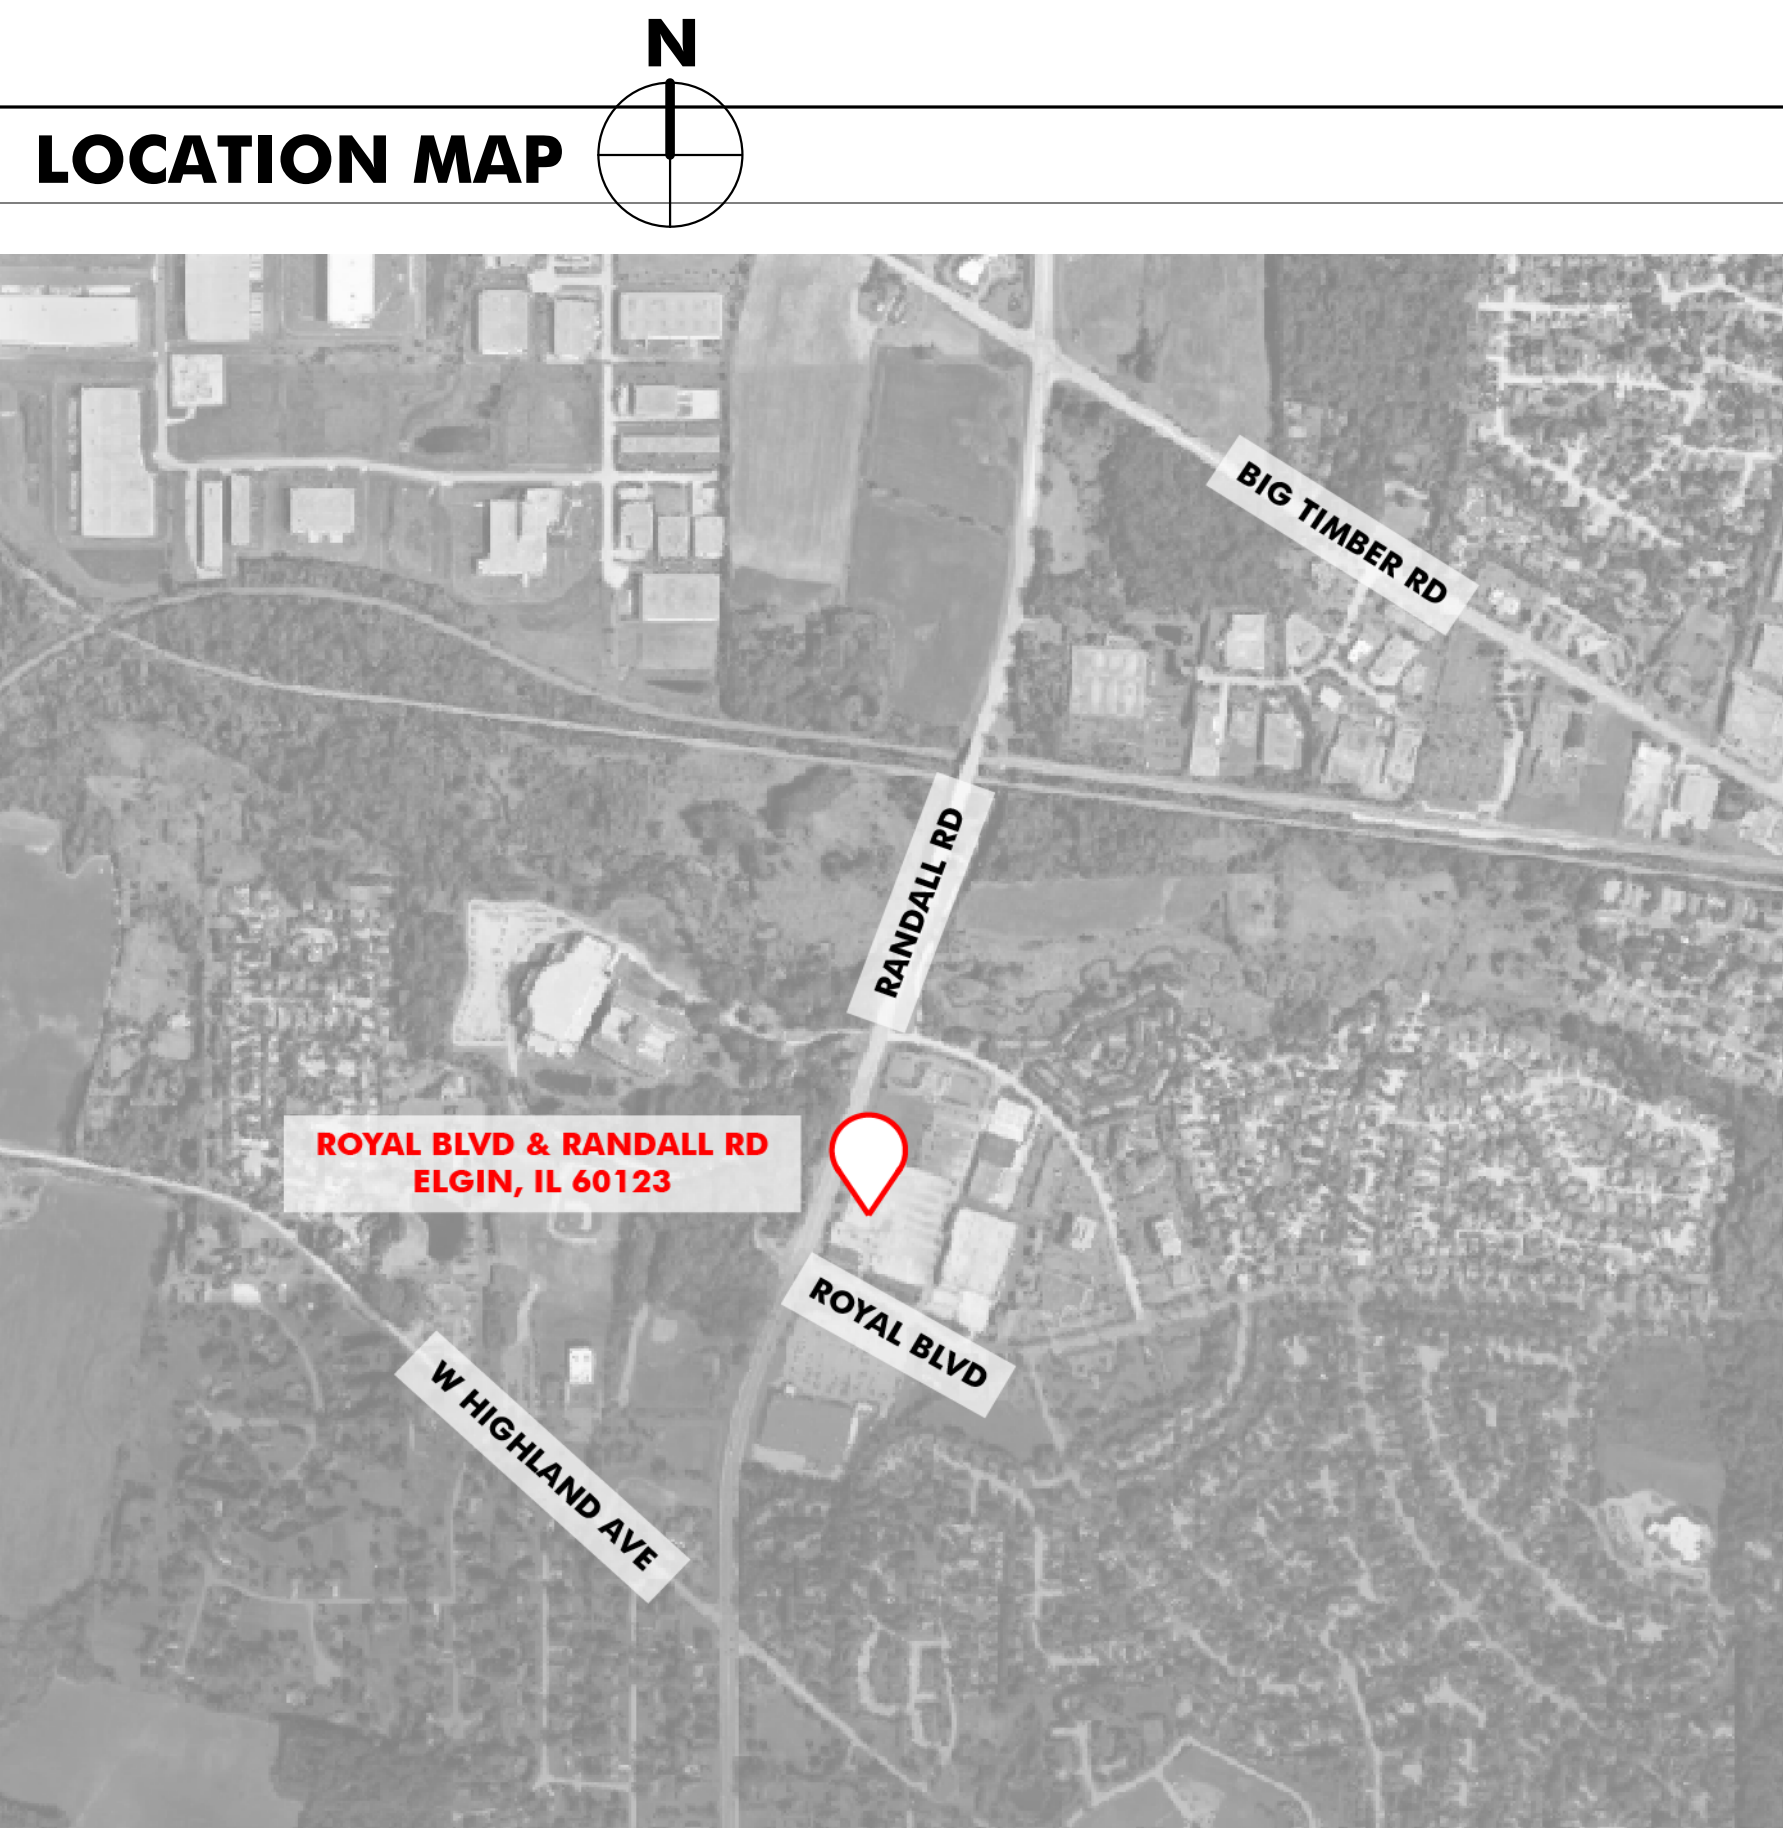 N
LOCATION MAP
BIG TIMBER RD
RANDALL RD
ROYAL BLVD & RANDALL RD
ELGIN, IL 60123
ROYAL BLVD
W HIGHLAND AVE